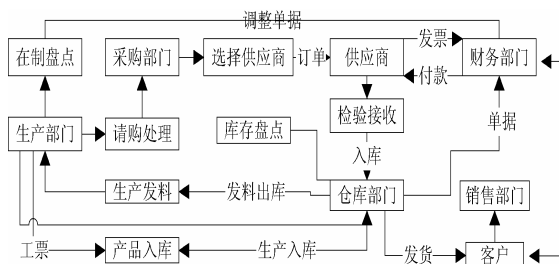 调整单据
在制盘点
采购部门
选择供应商
订单
供应商
发票
付款
财务部门
检验接收
生产部门
请购处理
库存盘点
单据
入库
生产发料
发料出库
仓库部门
销售部门
工票
产品入库
生产入库
发货
客户